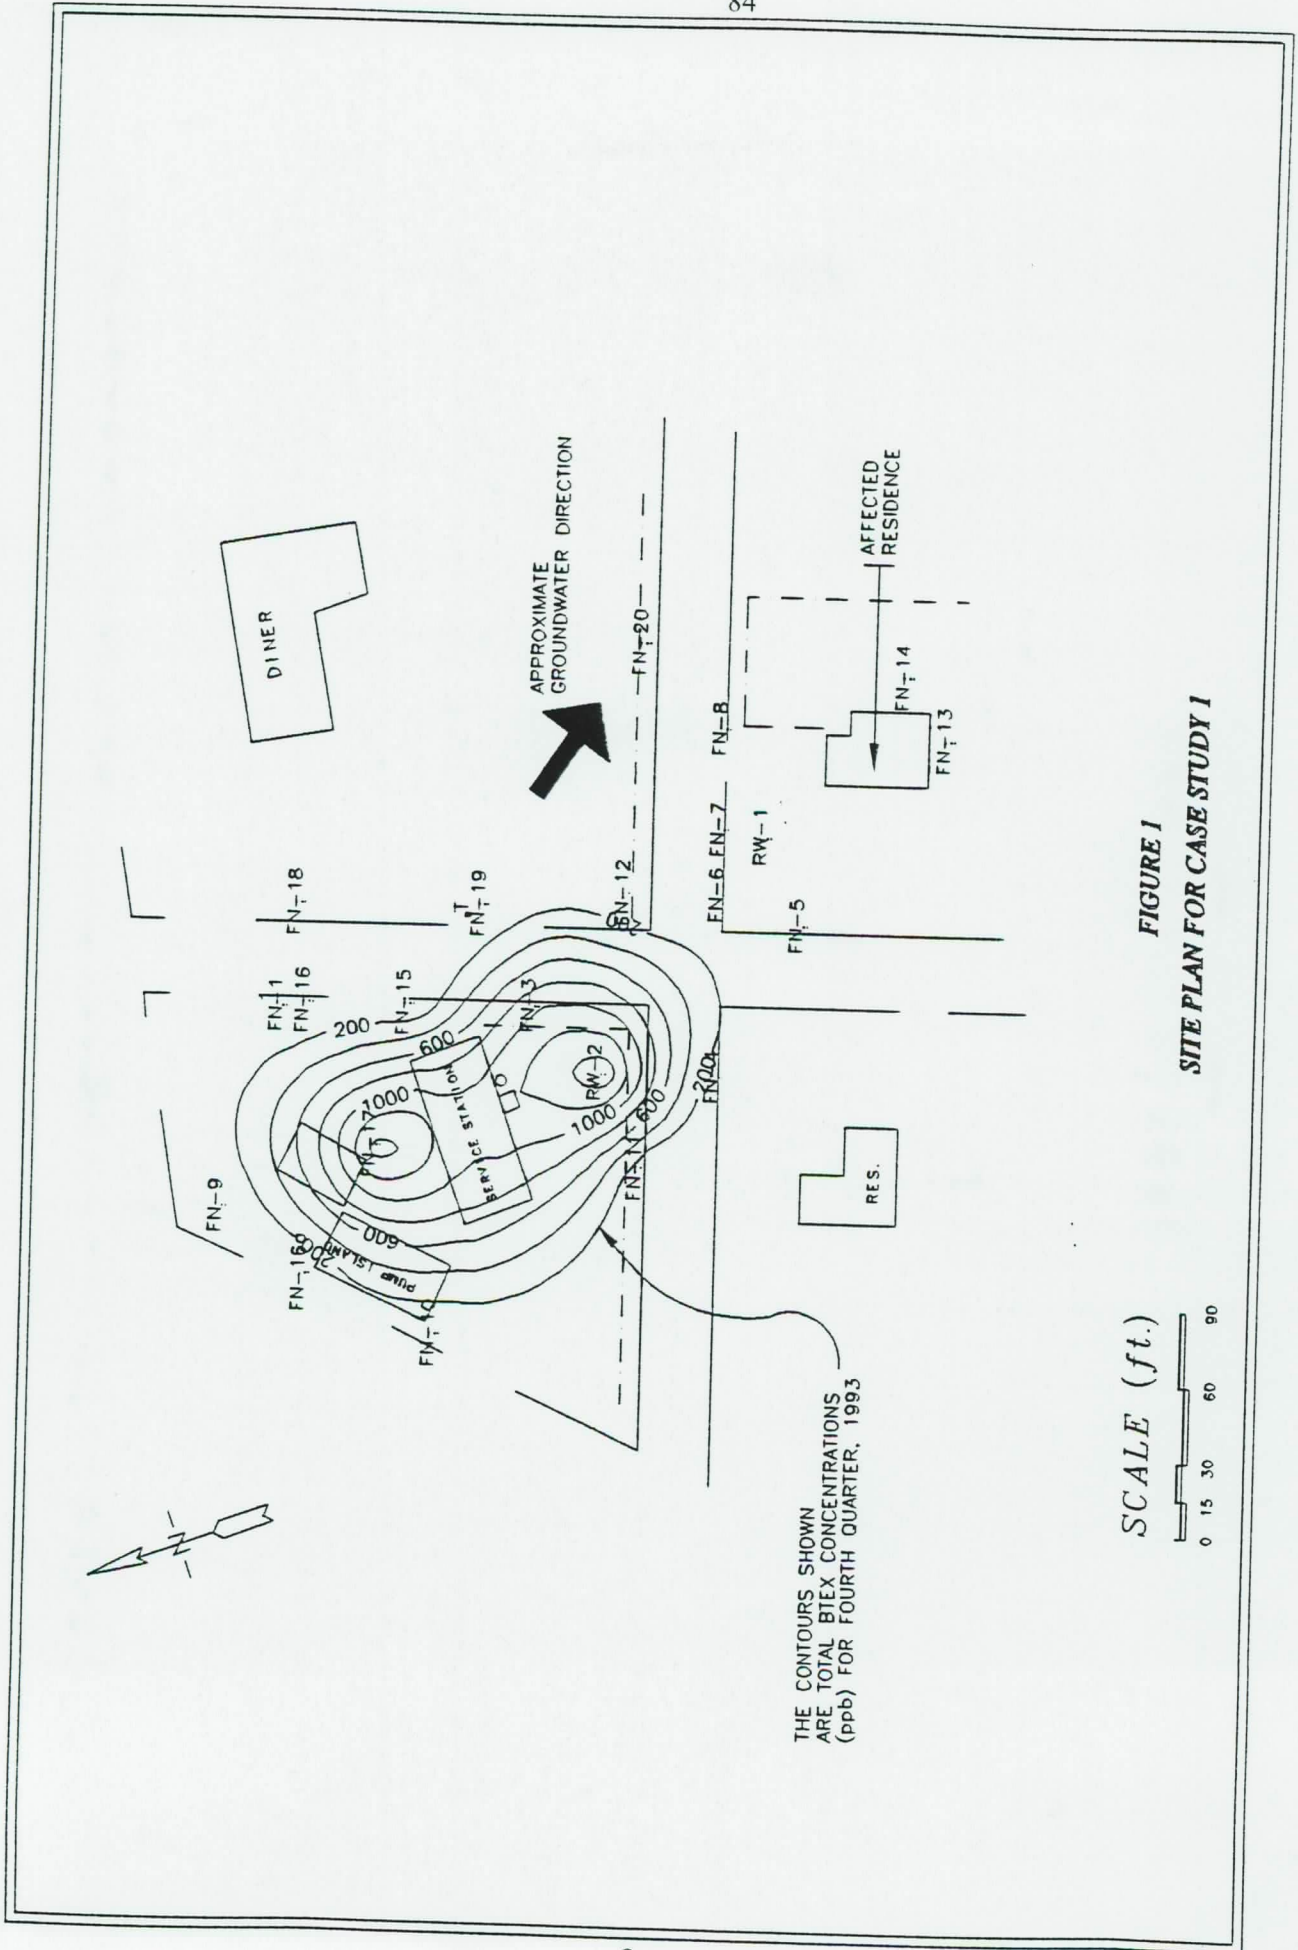 84
DINER
APPROXIMATE
GROUNDWATER DIRECTION
AFFECTED
RESIDENCE
FN-20
FN-14
FN-13
FN-8
FN-7
FN-6
RW-1
FN-5
FN-12
FN-19
FN-18
FN-1
FN-16
FN-15
FN-3
200
600
1000
SERVICE STATION
RW-2
1000
600
200
FN-11
RES.
FN-9
FN-16
200
600
PUMP ISLAND
FN-10
N
THE CONTOURS SHOWN
ARE TOTAL BTEX CONCENTRATIONS
(ppb) FOR FOURTH QUARTER, 1993
SCALE (ft.)
0 15 30 60 90
FIGURE 1
SITE PLAN FOR CASE STUDY 1